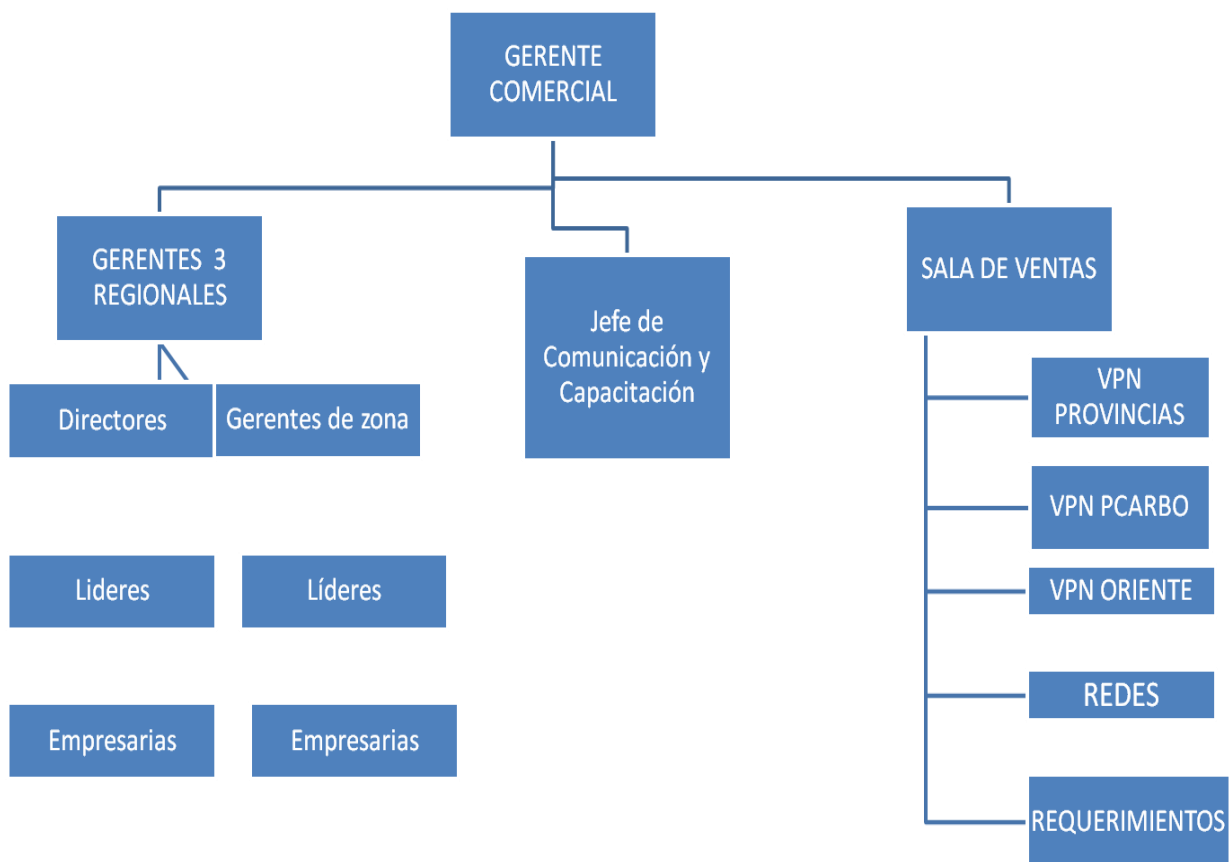 GERENTE
COMERCIAL
GERENTES 3
REGIONALES
Jefe de
Comunicación y
Capacitación
SALA DE VENTAS
Directores
Gerentes de zona
Lideres
Líderes
Empresarias
Empresarias
VPN
PROVINCIAS
VPN PCARBO
VPN ORIENTE
REDES
REQUERIMIENTOS